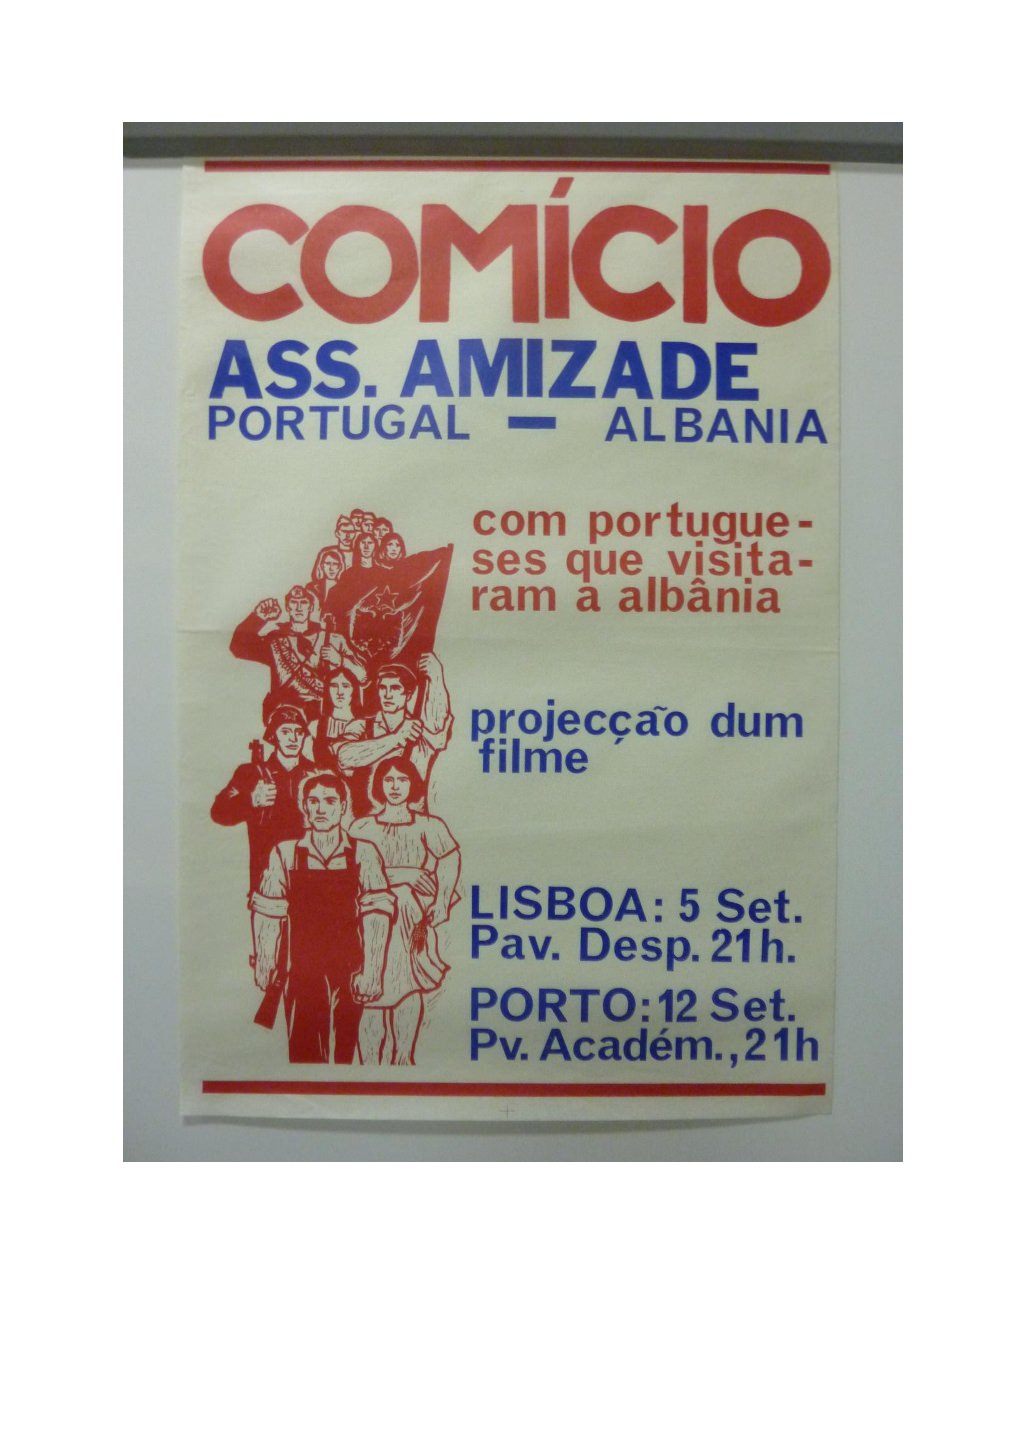 COMÍCIO
ASS. AMIZADE
PORTUGAL - ALBANIA
com portugue-
ses que visita-
ram a albânia
projecção dum
filme
LISBOA: 5 Set.
Pav. Desp. 21h.
PORTO: 12 Set.
Pv. Académ., 21h